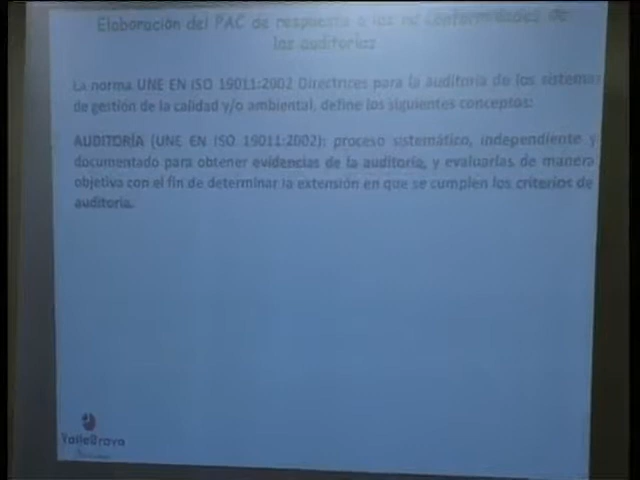 Elaboración del PAC de respuesta a las no conformidades de
las auditorías
La norma UNE EN ISO 19011:2002 Directrices para la auditoría de los sistemas
de gestión de la calidad y/o ambiental, define los siguientes conceptos:
AUDITORÍA (UNE EN ISO 19011:2002): proceso sistemático, independiente y
documentado para obtener evidencias de la auditoría, y evaluarlas de manera
objetiva con el fin de determinar la extensión en que se cumplen los criterios de
auditoría.
ValleBravo